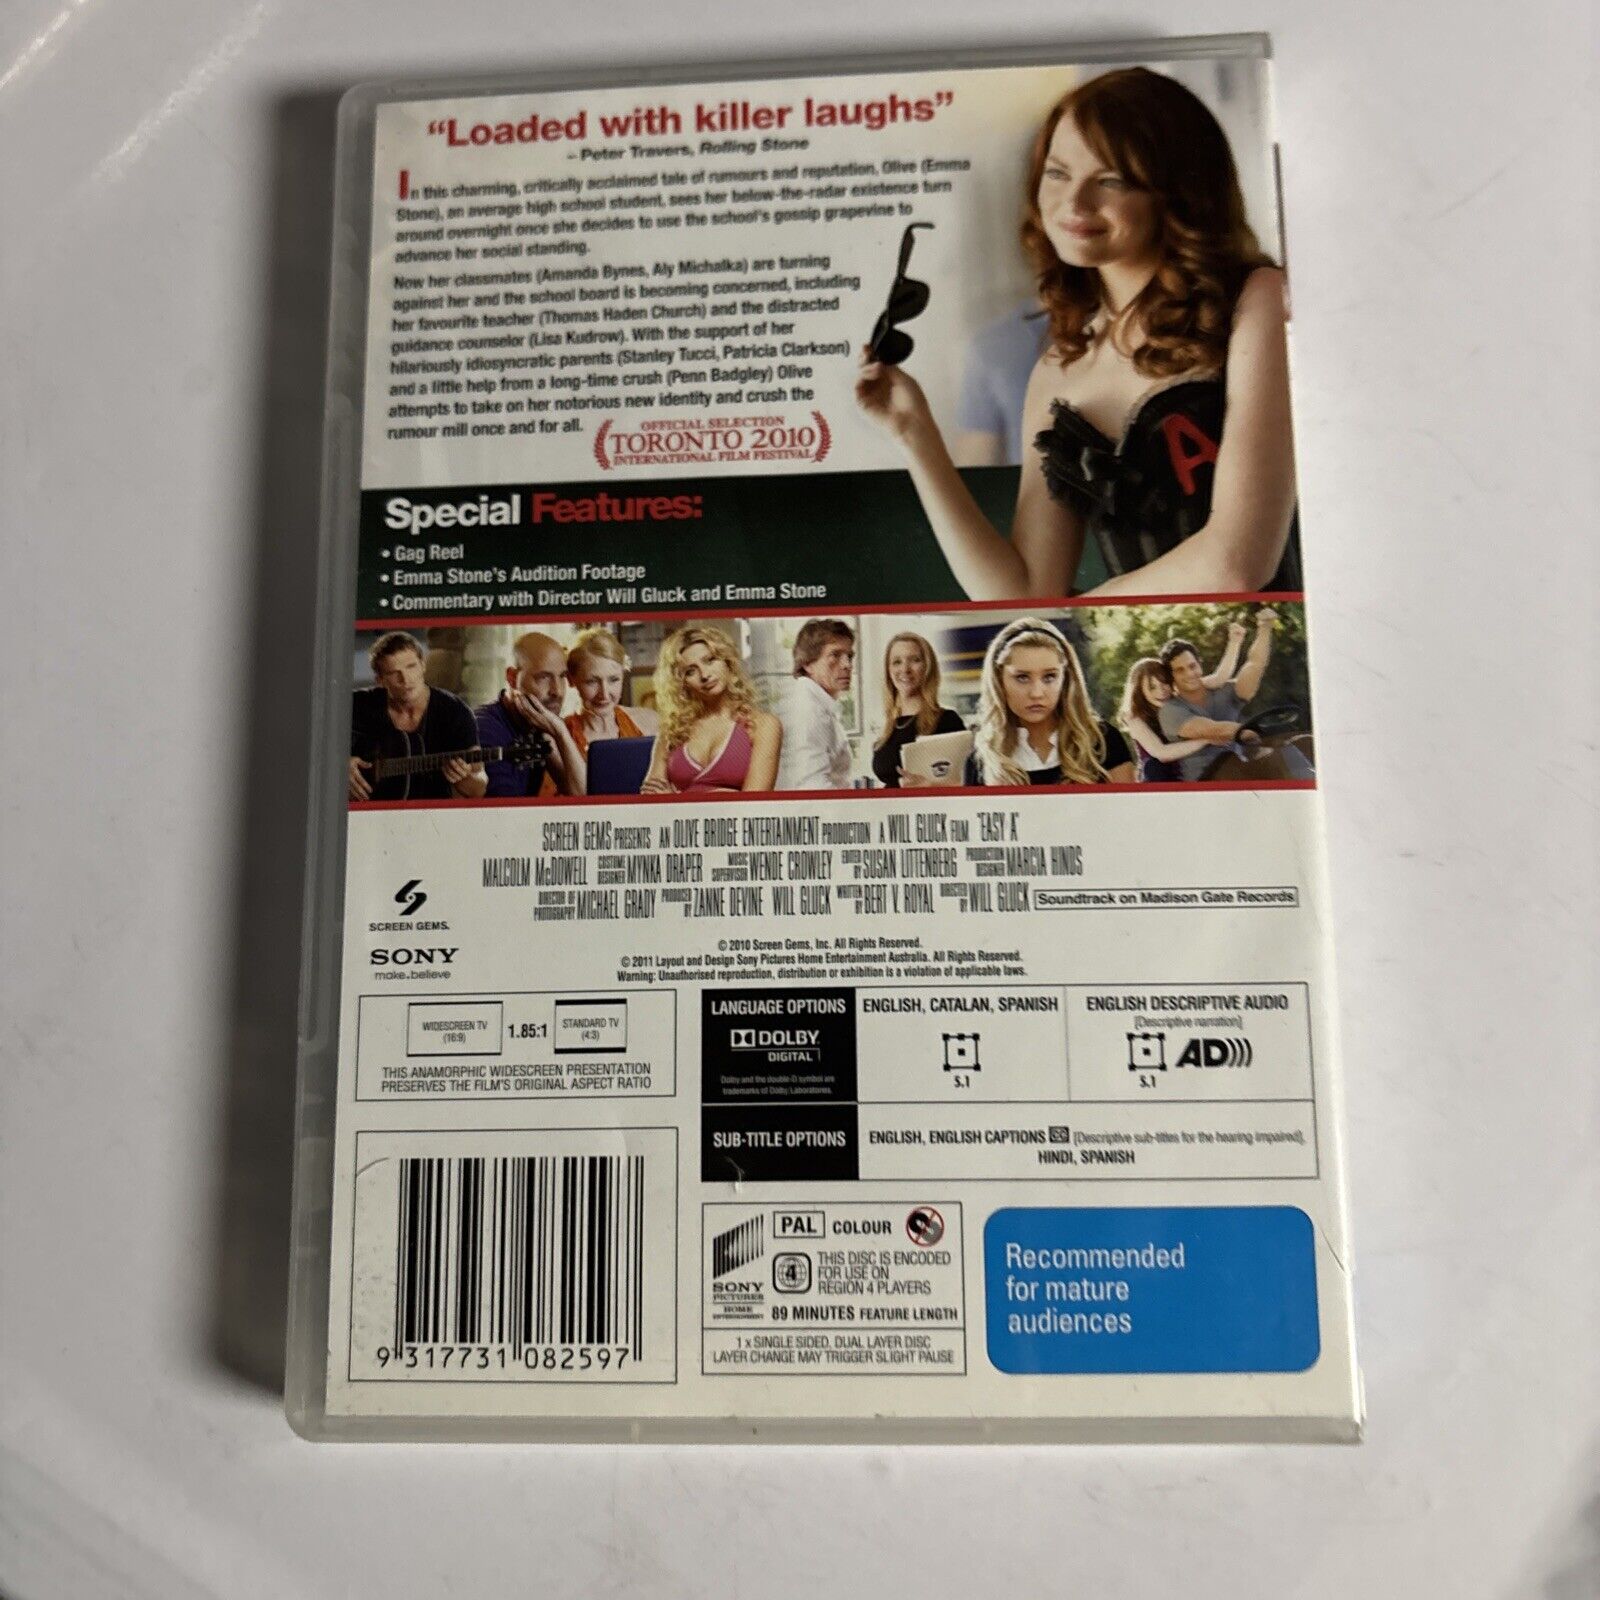 “Loaded with killer laughs”
– Peter Travers, Rolling Stone
In this charming, critically acclaimed tale of rumours and reputation, Olive (Emma
Stone), an average high school student, sees her below-the-radar existence turn
around overnight once she decides to use the school's gossip grapevine to
advance her social standing.
Now her classmates (Amanda Bynes, Aly Michalka) are turning
against her and the school board is becoming concerned, including
her favourite teacher (Thomas Haden Church) and the distracted
guidance counselor (Lisa Kudrow). With the support of her
hilariously idiosyncratic parents (Stanley Tucci, Patricia Clarkson)
and a little help from a long-time crush (Penn Badgley) Olive
attempts to take on her notorious new identity and crush the
rumour mill once and for all.
OFFICIAL SELECTION
TORONTO 2010
INTERNATIONAL FILM FESTIVAL
A
Special Features:
• Gag Reel
• Emma Stone's Audition Footage
• Commentary with Director Will Gluck and Emma Stone
SCREEN GEMS PRESENTS AN OLIVE BRIDGE ENTERTAINMENT PRODUCTION A WILL GLUCK FILM "EASY A"
MALCOLM McDOWELL COSTUME DESIGNER MYNKA DRAPER MUSIC SUPERVISOR WENDE CROWLEY EDITED BY SUSAN LITTENBERG PRODUCTION DESIGNER MARCIA HINDS
DIRECTOR OF PHOTOGRAPHY MICHAEL GRADY PRODUCED BY ZANNE DEVINE WILL GLUCK WRITTEN BY BERT V. ROYAL DIRECTED BY WILL GLUCK Soundtrack on Madison Gate Records
SCREEN GEMS.
SONY
make.believe
© 2010 Screen Gems, Inc. All Rights Reserved.
© 2011 Layout and Design Sony Pictures Home Entertainment Australia. All Rights Reserved.
Warning: Unauthorised reproduction, distribution or exhibition is a violation of applicable laws.
WIDESCREEN TV
(16:9)
1.85:1
STANDARD TV
(4:3)
THIS ANAMORPHIC WIDESCREEN PRESENTATION
PRESERVES THE FILM'S ORIGINAL ASPECT RATIO
LANGUAGE OPTIONS
DOLBY
DIGITAL
Dolby and the double-D symbol are
trademarks of Dolby Laboratories.
ENGLISH, CATALAN, SPANISH
5.1
ENGLISH DESCRIPTIVE AUDIO
[Descriptive narration]
5.1
AD)))
SUB-TITLE OPTIONS
ENGLISH, ENGLISH CAPTIONS [Descriptive sub-titles for the hearing impaired],
HINDI, SPANISH
9 317731 082597
SONY
PICTURES
HOME
ENTERTAINMENT
PAL COLOUR
4
THIS DISC IS ENCODED
FOR USE ON
REGION 4 PLAYERS
89 MINUTES FEATURE LENGTH
1 x SINGLE SIDED, DUAL LAYER DISC
LAYER CHANGE MAY TRIGGER SLIGHT PAUSE
Recommended
for mature
audiences